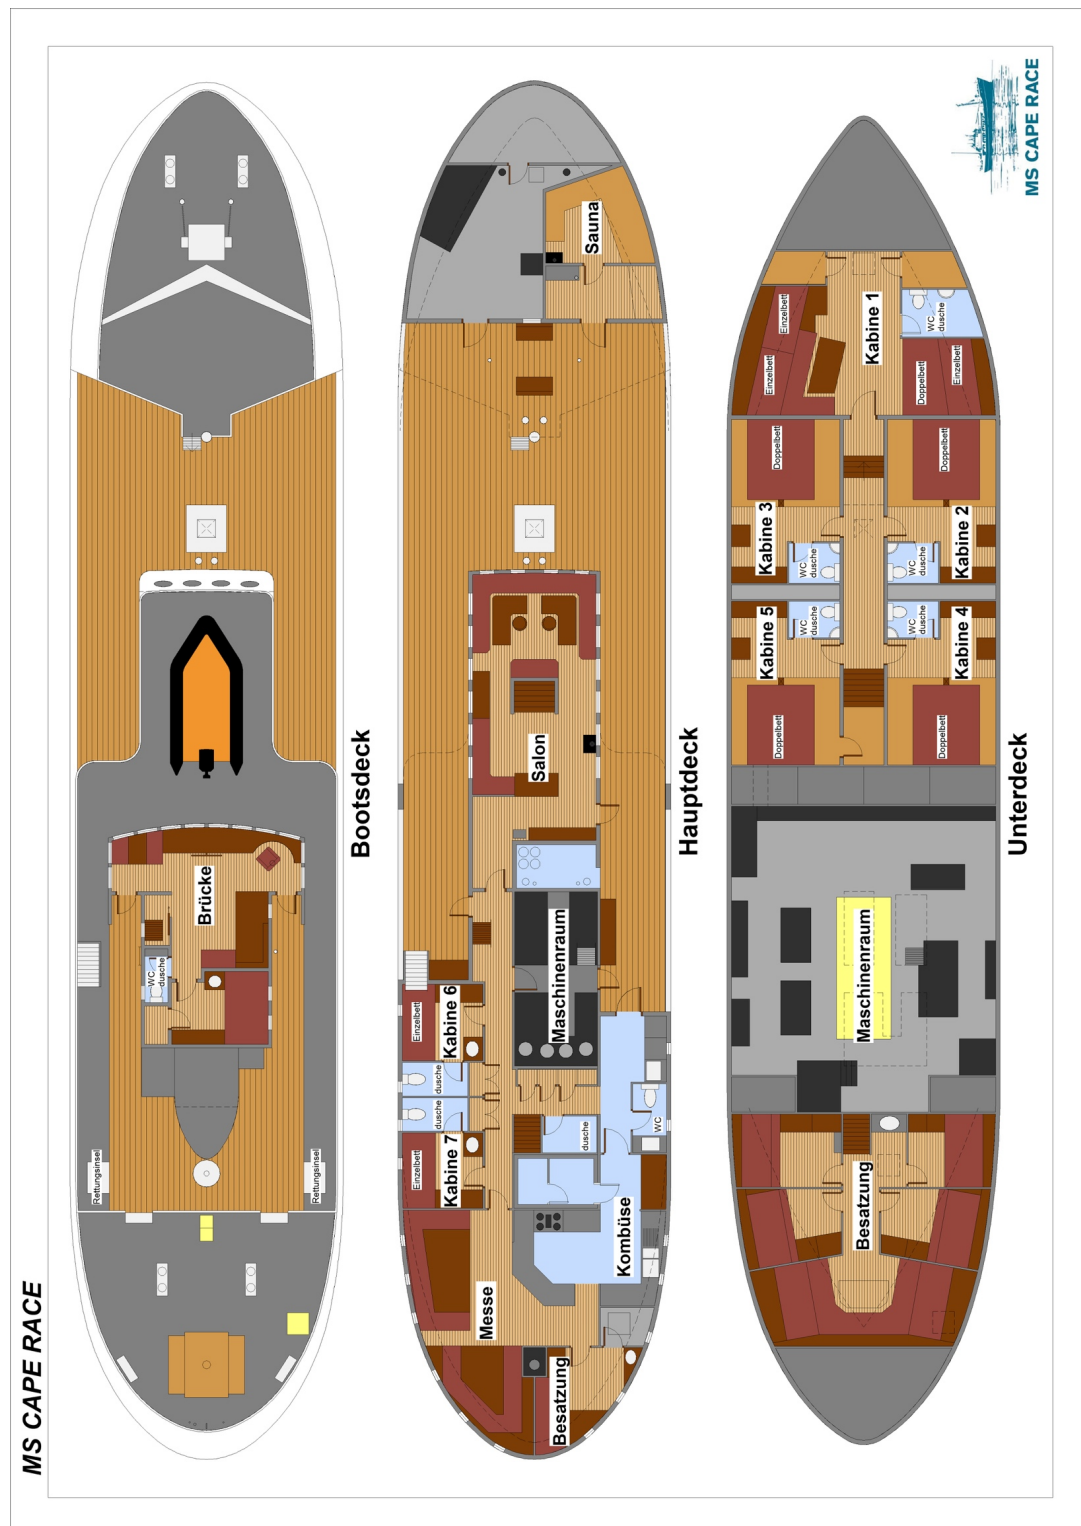 MS CAPE RACE
MS CAPE RACE
Bootsdeck
Brücke
WC
dusche
Rettungsinsel
Rettungsinsel
Hauptdeck
Sauna
Salon
Maschinenraum
Kabine 6
Einzelbett
dusche
dusche
Kabine 7
Einzelbett
dusche
WC
Kombüse
Messe
Besatzung
Unterdeck
Kabine 1
Einzelbett
Einzelbett
WC
dusche
Doppelbett
Einzelbett
Kabine 3
Doppelbett
WC
dusche
Kabine 2
Doppelbett
WC
dusche
Kabine 5
Doppelbett
WC
dusche
Kabine 4
Doppelbett
WC
dusche
Maschinenraum
Besatzung